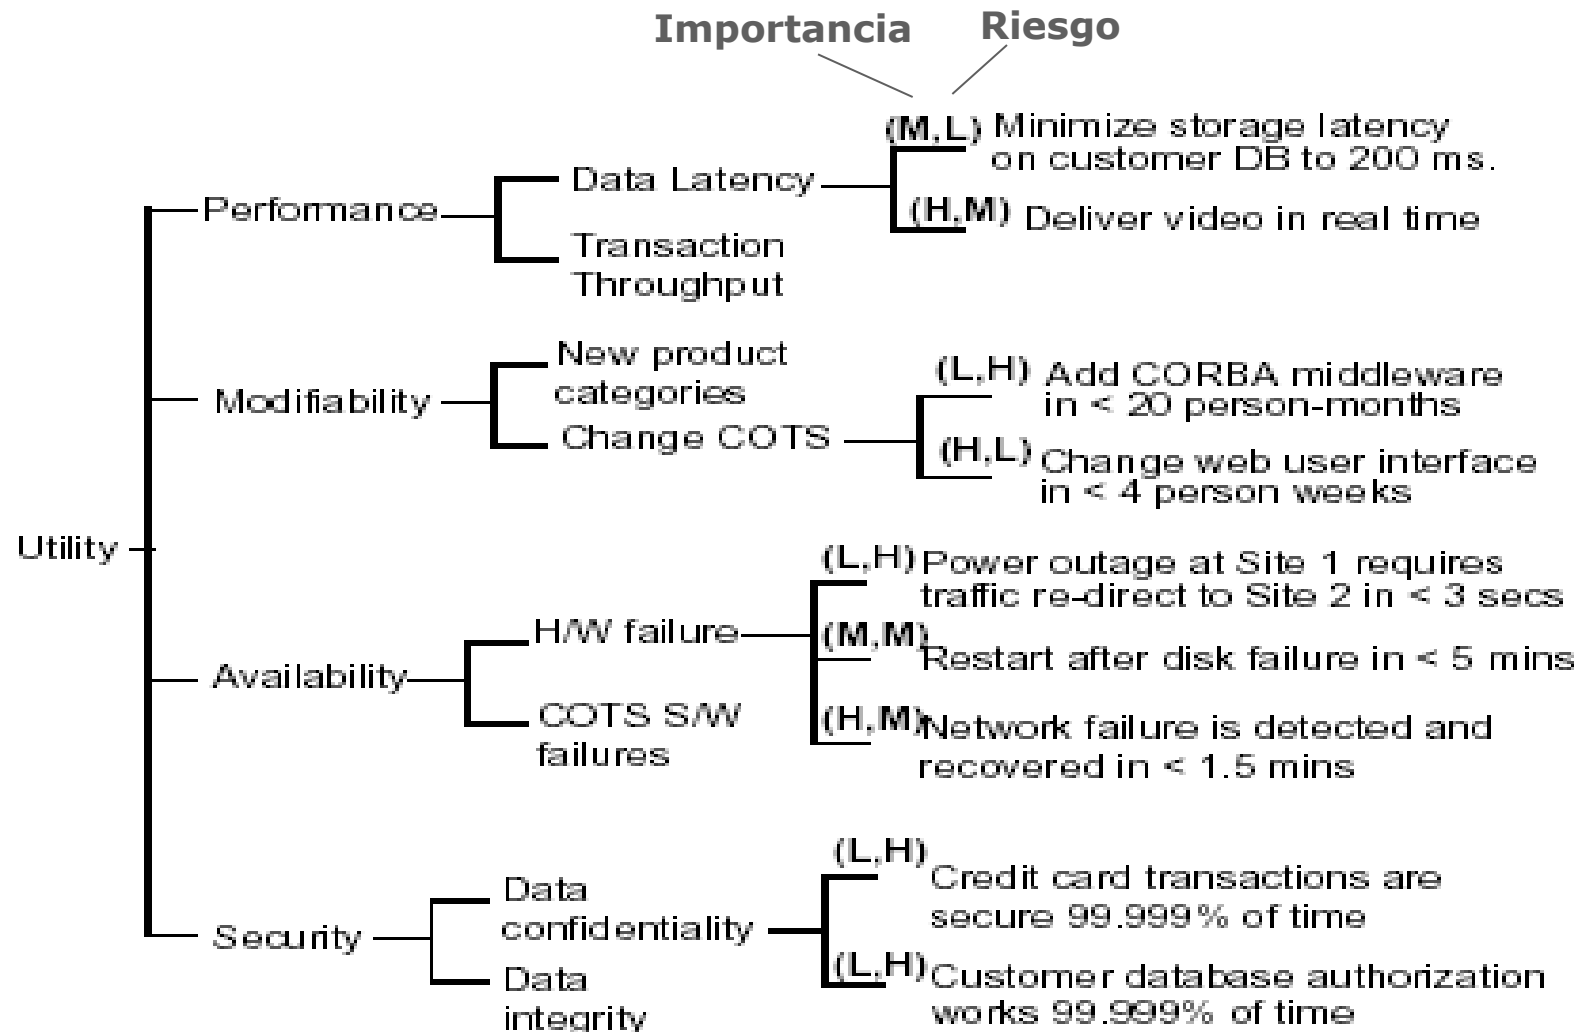 Importancia
Riesgo
(M,L) Minimize storage latency
on customer DB to 200 ms.
Data Latency
Performance
(H,M) Deliver video in real time
Transaction
Throughput
New product
categories
(L,H) Add CORBA middleware
in < 20 person-months
Modifiability
Change COTS
(H,L) Change web user interface
in < 4 person weeks
Utility
(L,H) Power outage at Site 1 requires
traffic re-direct to Site 2 in < 3 secs
H/W failure
(M,M) Restart after disk failure in < 5 mins
Availability
COTS S/W
failures
(H,M) Network failure is detected and
recovered in < 1.5 mins
(L,H) Credit card transactions are
secure 99.999% of time
Data
confidentiality
Security
(L,H) Customer database authorization
works 99.999% of time
Data
integrity